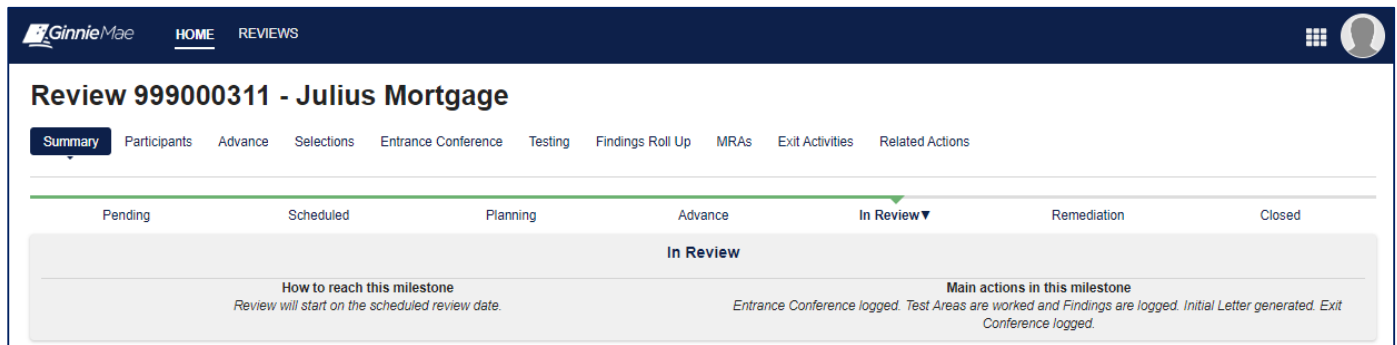 GinnieMae HOME REVIEWS
Review 999000311 - Julius Mortgage
Summary Participants Advance Selections Entrance Conference Testing Findings Roll Up MRAs Exit Activities Related Actions
Pending Scheduled Planning Advance In Review▼ Remediation Closed
In Review
How to reach this milestone
Review will start on the scheduled review date.
Main actions in this milestone
Entrance Conference logged. Test Areas are worked and Findings are logged. Initial Letter generated. Exit
Conference logged.